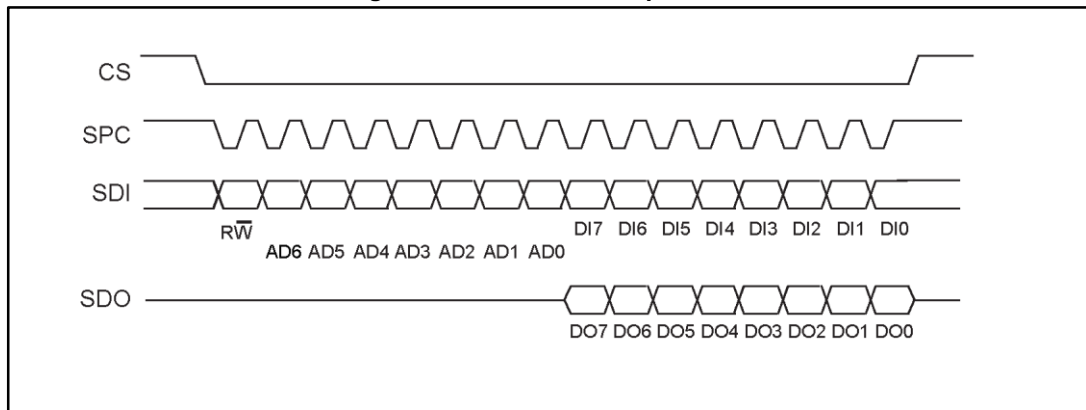 CS
SPC
SDI
RW̅
DI7 DI6 DI5 DI4 DI3 DI2 DI1 DI0
AD6 AD5 AD4 AD3 AD2 AD1 AD0
SDO
DO7 DO6 DO5 DO4 DO3 DO2 DO1 DO0